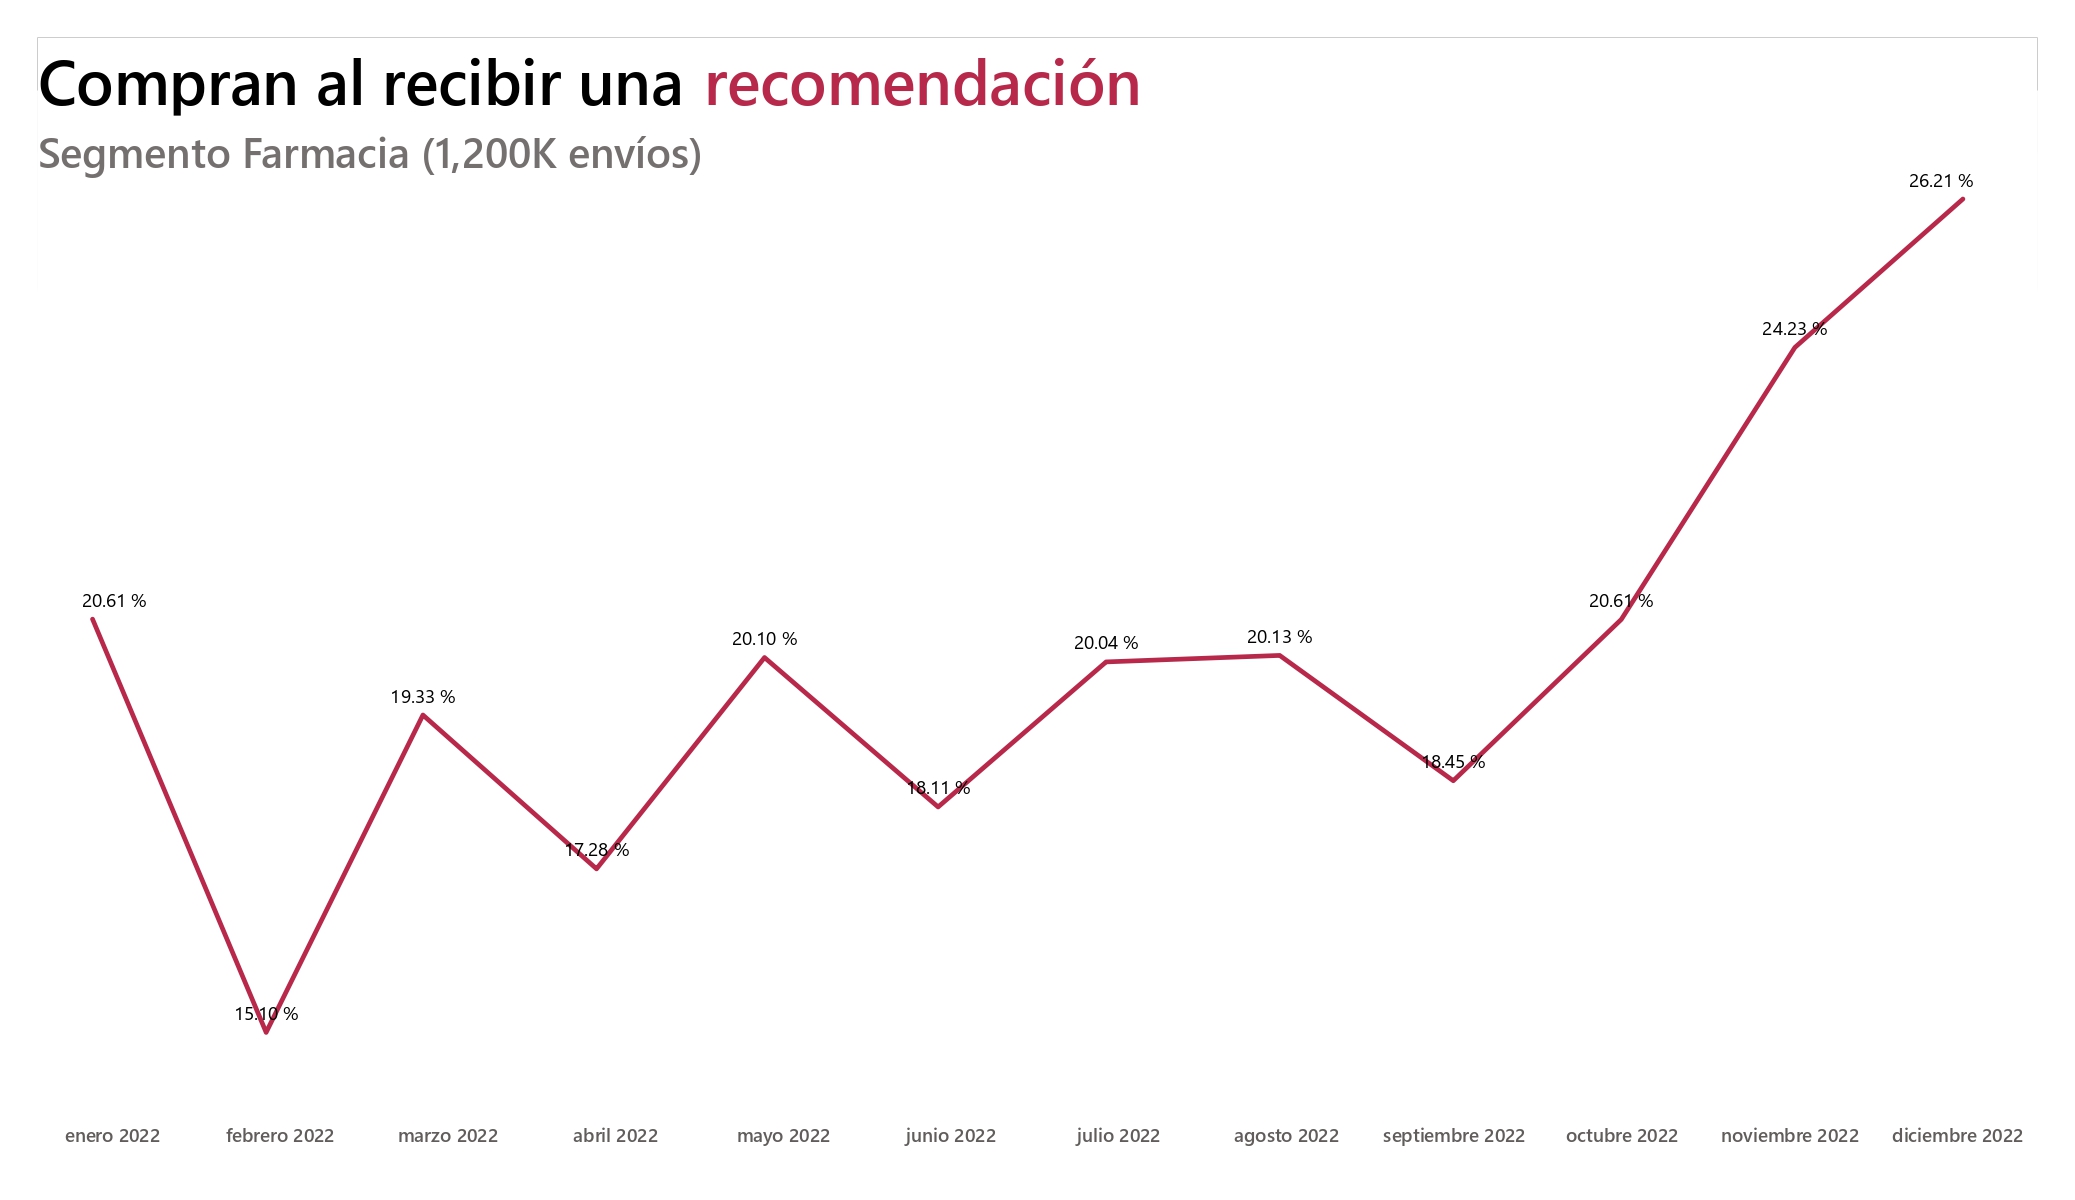 Compran al recibir una recomendación
Segmento Farmacia (1,200K envíos)
26.21 %
24.23 %
20.61 %
20.61 %
20.10 %
20.04 %
20.13 %
19.33 %
18.11 %
18.45 %
17.28 %
15.10 %
enero 2022
febrero 2022
marzo 2022
abril 2022
mayo 2022
junio 2022
julio 2022
agosto 2022
septiembre 2022
octubre 2022
noviembre 2022
diciembre 2022